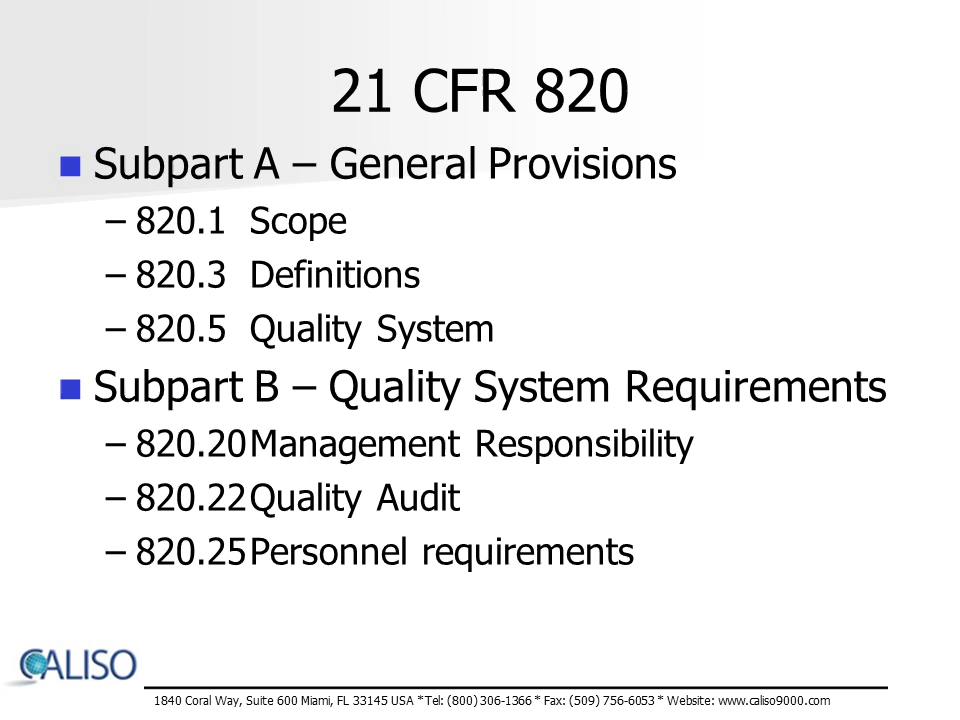 21 CFR 820
Subpart A – General Provisions
–820.1 Scope
–820.3 Definitions
–820.5 Quality System
Subpart B – Quality System Requirements
–820.20 Management Responsibility
–820.22 Quality Audit
–820.25 Personnel requirements
CALISO
1840 Coral Way, Suite 600 Miami, FL 33145 USA *Tel: (800) 306-1366 * Fax: (509) 756-6053 * Website: www.caliso9000.com